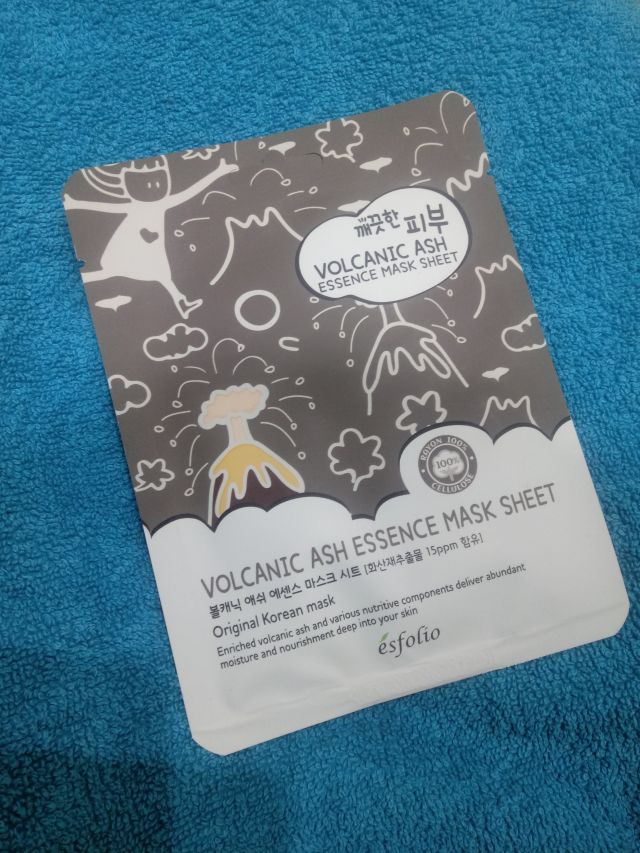 깨끗한 피부
VOLCANIC ASH
ESSENCE MASK SHEET
ROYON 100%
100%
CELLULOSE
VOLCANIC ASH ESSENCE MASK SHEET
볼캐닉 애쉬 에센스 마스크 시트 [화산재추출물 15ppm 함유]
Original Korean mask
Enriched volcanic ash and various nutritive components deliver abundant
moisture and nourishment deep into your skin
esfolio